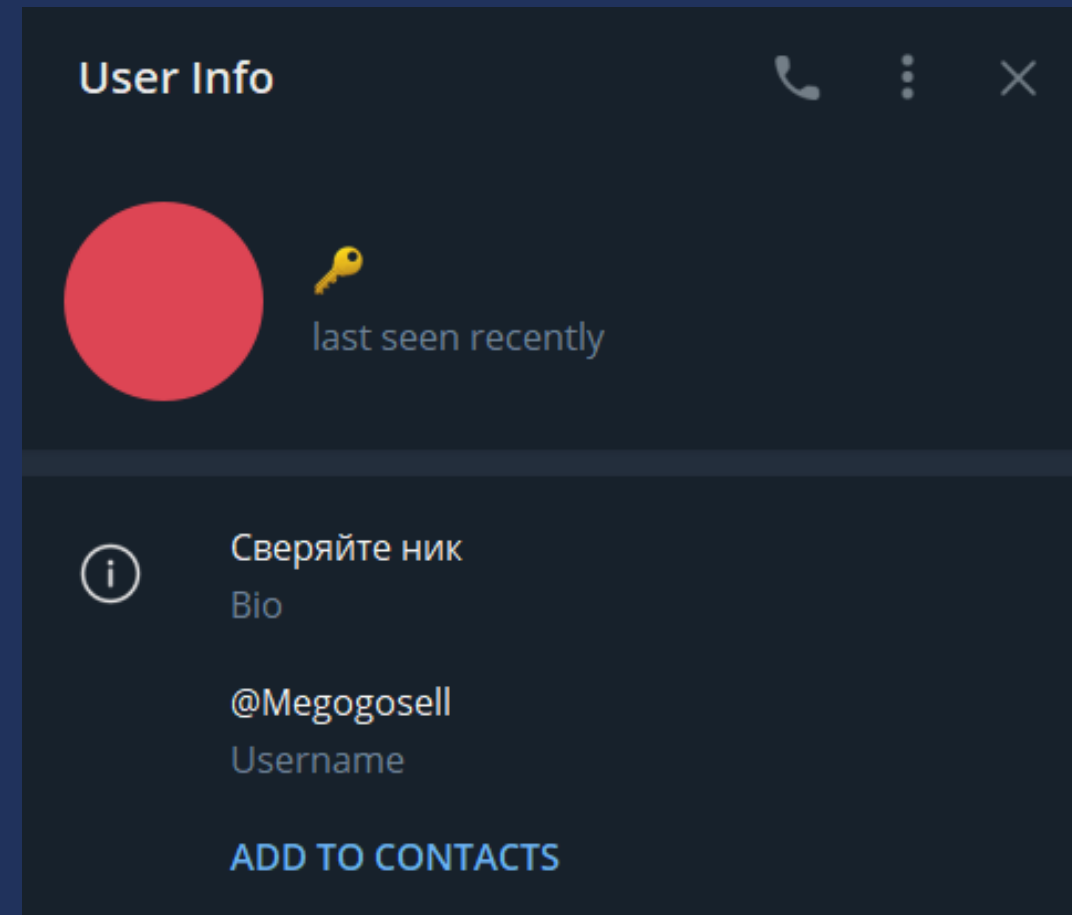 User Info
🔑
last seen recently
Сверяйте ник
Bio
@Megogosell
Username
ADD TO CONTACTS